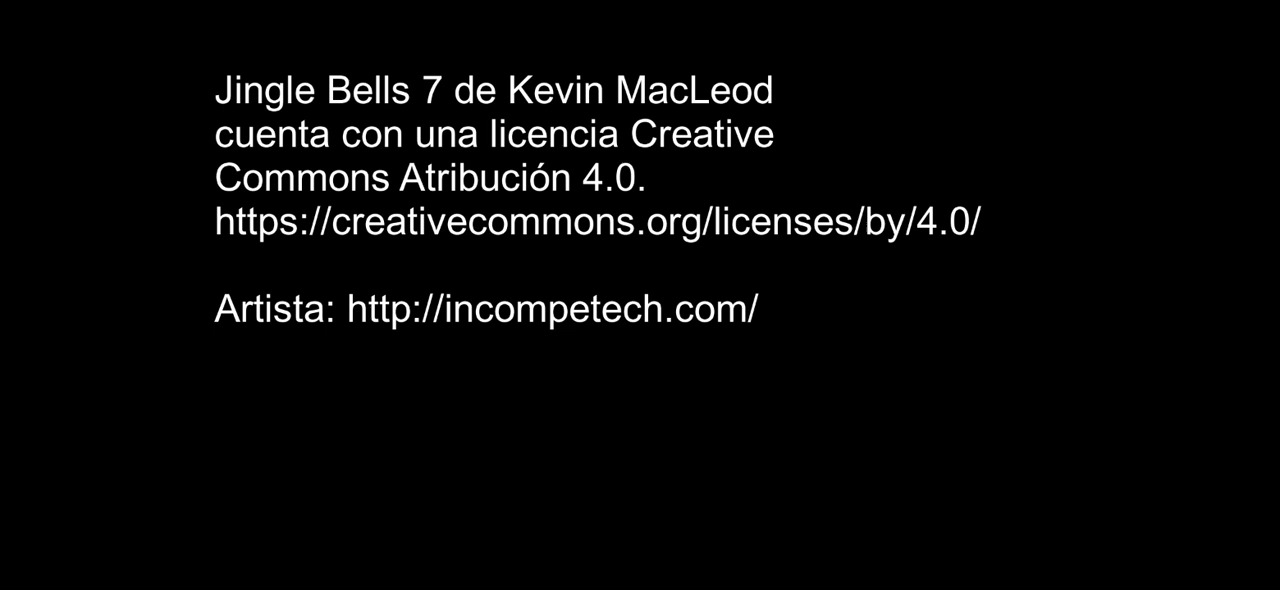 Jingle Bells 7 de Kevin MacLeod
cuenta con una licencia Creative
Commons Atribución 4.0.
https://creativecommons.org/licenses/by/4.0/
Artista: http://incompetech.com/